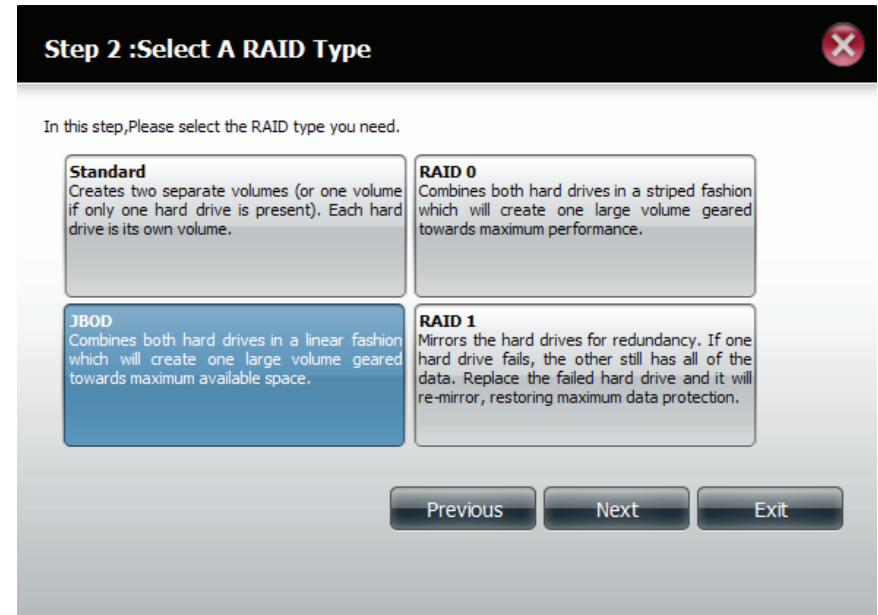 Step 2 :Select A RAID Type
In this step,Please select the RAID type you need.
Standard
Creates two separate volumes (or one volume
if only one hard drive is present). Each hard
drive is its own volume.
RAID 0
Combines both hard drives in a striped fashion
which will create one large volume geared
towards maximum performance.
JBOD
Combines both hard drives in a linear fashion
which will create one large volume geared
towards maximum available space.
RAID 1
Mirrors the hard drives for redundancy. If one
hard drive fails, the other still has all of the
data. Replace the failed hard drive and it will
re-mirror, restoring maximum data protection.
Previous
Next
Exit